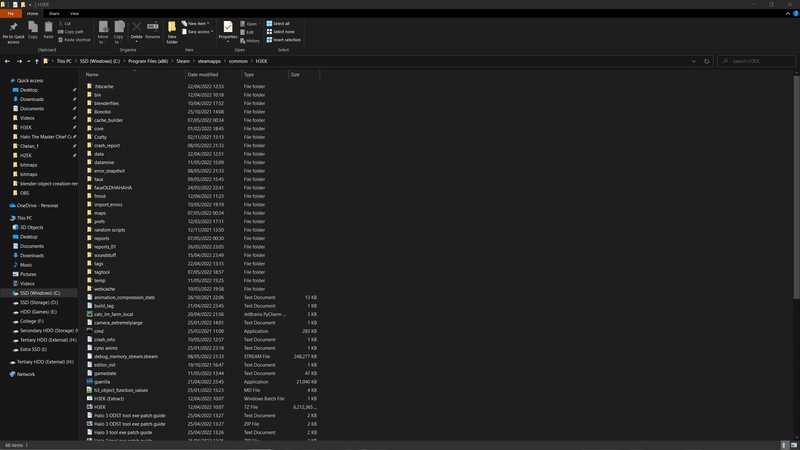 H3EK
File Home Share View
Pin to Quick access
Copy
Paste
Cut
Copy path
Paste shortcut
Clipboard
Move to
Copy to
Delete
Rename
Organise
New folder
New item
Easy access
New
Properties
Open
Edit
History
Open
Select all
Select none
Invert selection
Select
This PC › SSD (Windows) (C:) › Program Files (x86) › Steam › steamapps › common › H3EK
Search H3EK
Name Date modified Type Size
Quick access
Desktop
Downloads
Documents
Videos
H3EK
Halo The Master Chief Co
Chelan_1
H2EK
bitmaps
bitmaps
blender-object-creation-ren
OBS
OneDrive - Personal
This PC
3D Objects
Desktop
Documents
Downloads
Music
Pictures
Videos
SSD (Windows) (C:)
SSD (Storage) (D:)
HDD (Games) (E:)
College (F:)
Secondary HDD (Storage) (
Tertiary HDD (External) (H:)
Extra SSD (I:)
Tertiary HDD (External) (H:)
Network
.fsbcache 22/04/2022 12:53 File folder
bin 12/04/2022 10:18 File folder
blenderfiles 10/04/2022 17:52 File folder
Bonobo 25/10/2021 14:08 File folder
cache_builder 07/05/2022 00:34 File folder
core 01/02/2022 18:45 File folder
Crafty 02/11/2021 15:13 File folder
crash_report 08/05/2022 21:33 File folder
data 22/04/2022 12:51 File folder
datamine 11/05/2022 15:09 File folder
error_snapshot 08/05/2022 21:33 File folder
faux 09/05/2022 15:45 File folder
fauxOLDHAHAHA 24/03/2022 22:41 File folder
fmod 12/04/2022 11:23 File folder
import_errors 10/05/2022 19:19 File folder
maps 07/05/2022 00:34 File folder
prefs 12/03/2022 17:11 File folder
random scripts 12/11/2021 13:50 File folder
reports 07/05/2022 00:30 File folder
reports_01 26/03/2022 23:05 File folder
soundstuff 15/04/2022 23:49 File folder
tags 22/04/2022 13:15 File folder
tagtool 07/05/2022 18:57 File folder
temp 11/05/2022 15:25 File folder
webcache 10/03/2022 19:58 File folder
animation_compression_stats 26/10/2021 22:06 Text Document 13 KB
build_tag 21/04/2022 23:45 Text Document 1 KB
calc_lm_farm_local 20/04/2022 21:56 JetBrains PyCharm ... 3 KB
camera_extremelylarge 25/01/2022 14:01 Text Document 1 KB
cmd 25/03/2021 11:00 Application 283 KB
crash_info 10/05/2022 12:57 Text Document 1 KB
cyno anims 21/04/2022 23:18 Text Document 1 KB
debug_memory_stream.stream 08/05/2022 21:33 STREAM File 248,277 KB
editor_init 19/10/2021 16:47 Text Document 1 KB
gamestate 11/05/2022 13:44 Text Document 47 KB
guerilla 21/04/2022 23:45 Application 21,040 KB
h3_object_function_values 25/01/2022 15:23 MD File 4 KB
H3EK (Extract) 12/04/2022 10:07 Windows Batch File 1 KB
H3EK 12/04/2022 10:07 7Z File 6,212,365 ...
Halo 3 ODST tool exe patch guide 25/04/2022 13:27 Text Document 2 KB
Halo 3 ODST tool exe patch guide 25/04/2022 13:27 ZIP File 2 KB
Halo 3 tool exe patch guide 25/04/2022 13:26 Text Document 2 KB
68 items